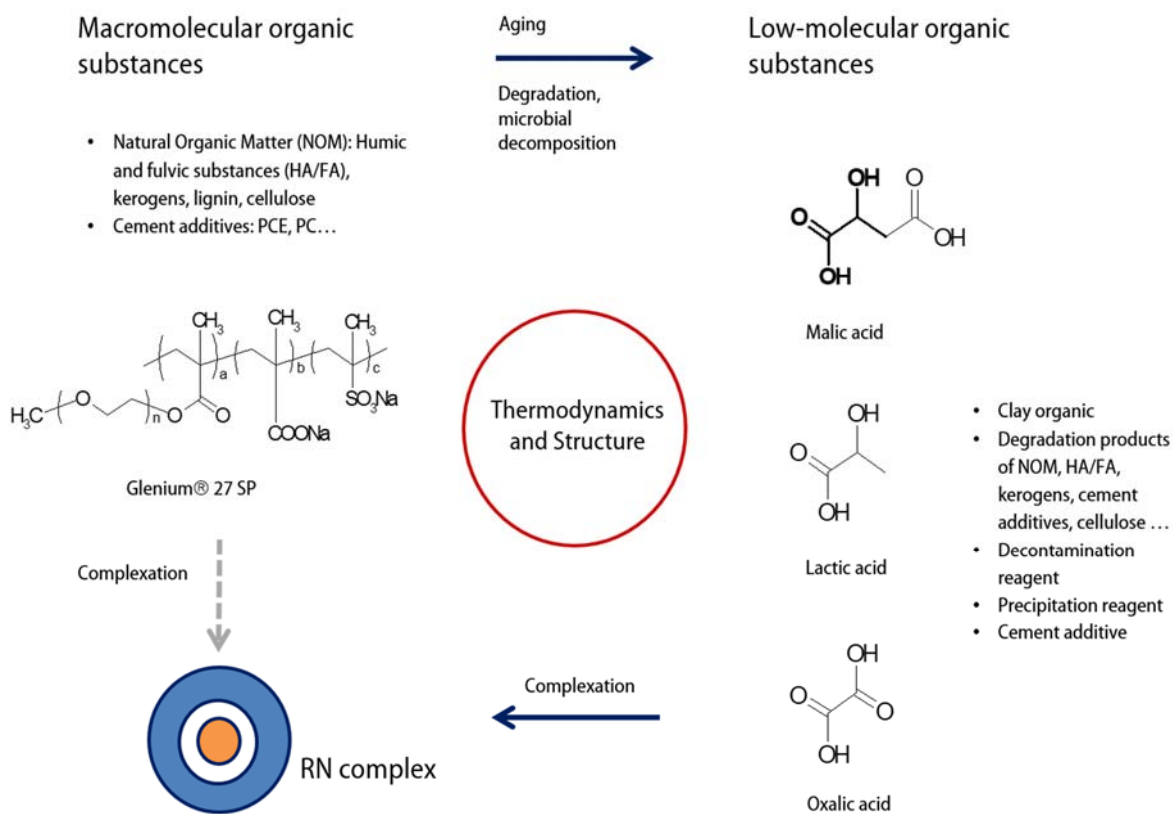 Macromolecular organic
substances
Aging
Degradation,
microbial
decomposition
Low-molecular organic
substances
• Natural Organic Matter (NOM): Humic
and fulvic substances (HA/FA),
kerogens, lignin, cellulose
• Cement additives: PCE, PC…
OH
O
O
OH
OH
Malic acid
CH3
CH3
CH3
a
b
c
H3C
O
n
O
O
SO3Na
COONa
Glenium® 27 SP
Thermodynamics
and Structure
OH
O
OH
Lactic acid
• Clay organic
• Degradation products
of NOM, HA/FA,
kerogens, cement
additives, cellulose …
• Decontamination
reagent
• Precipitation reagent
• Cement additive
Complexation
Complexation
RN complex
OH
O
O
OH
Oxalic acid